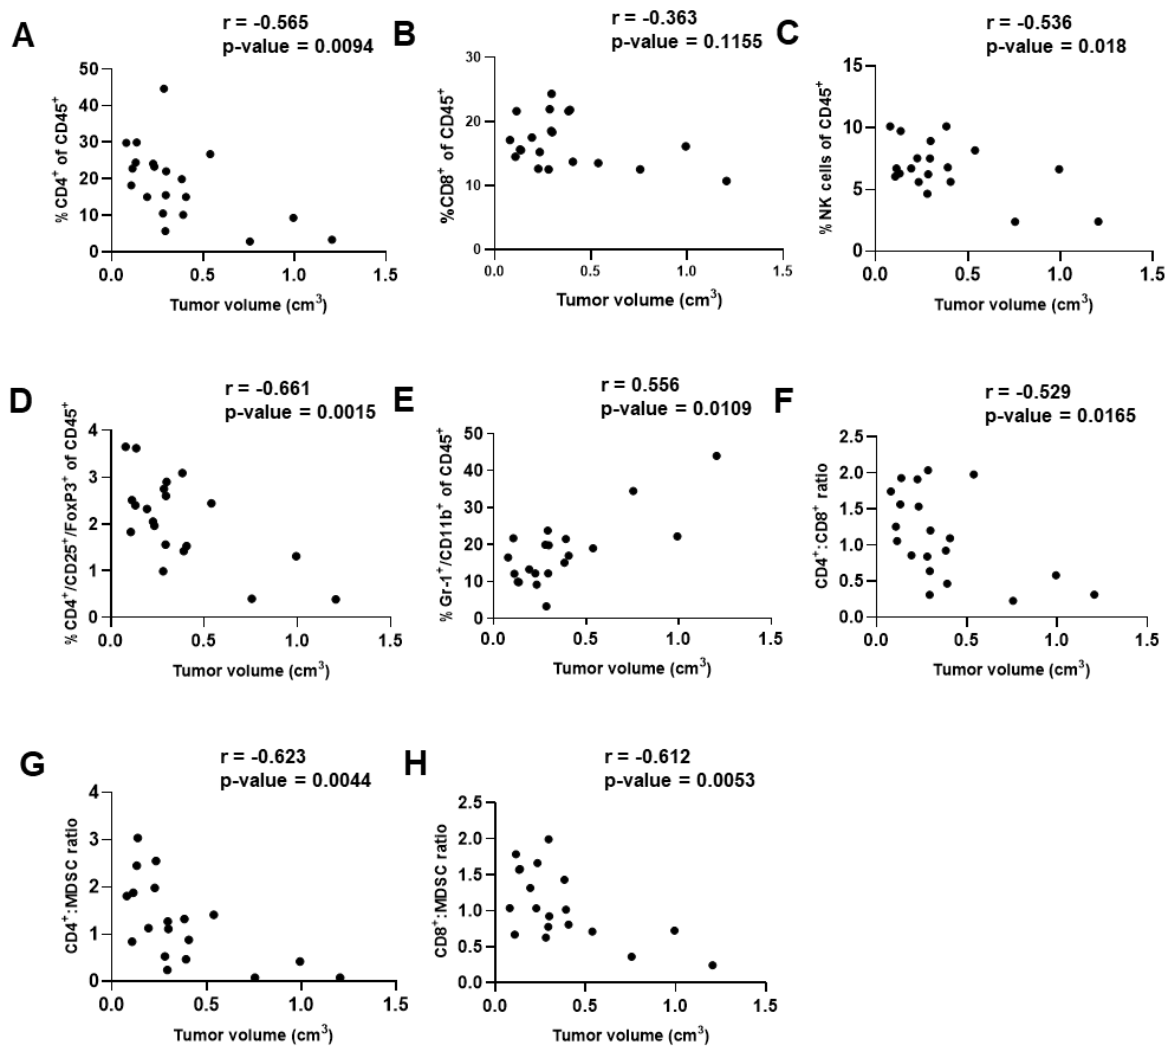 A
r = -0.565
p-value = 0.0094
% CD4⁺ of CD45⁺
50
40
30
20
10
0
0.0 0.5 1.0 1.5
Tumor volume (cm³)
B
r = -0.363
p-value = 0.1155
%CD8⁺ of CD45⁺
30
20
10
0
0.0 0.5 1.0 1.5
Tumor volume (cm³)
C
r = -0.536
p-value = 0.018
% NK cells of CD45⁺
15
10
5
0
0.0 0.5 1.0 1.5
Tumor volume (cm³)
D
r = -0.661
p-value = 0.0015
% CD4⁺/CD25⁺/FoxP3⁺ of CD45⁺
4
3
2
1
0
0.0 0.5 1.0 1.5
Tumor volume (cm³)
E
r = 0.556
p-value = 0.0109
% Gr-1⁺/CD11b⁺ of CD45⁺
50
40
30
20
10
0
0.0 0.5 1.0 1.5
Tumor volume (cm³)
F
r = -0.529
p-value = 0.0165
CD4⁺:CD8⁺ ratio
2.5
2.0
1.5
1.0
0.5
0.0
0.0 0.5 1.0 1.5
Tumor volume (cm³)
G
r = -0.623
p-value = 0.0044
CD4⁺:MDSC ratio
4
3
2
1
0
0.0 0.5 1.0 1.5
Tumor volume (cm³)
H
r = -0.612
p-value = 0.0053
CD8⁺:MDSC ratio
2.5
2.0
1.5
1.0
0.5
0.0
0.0 0.5 1.0 1.5
Tumor volume (cm³)